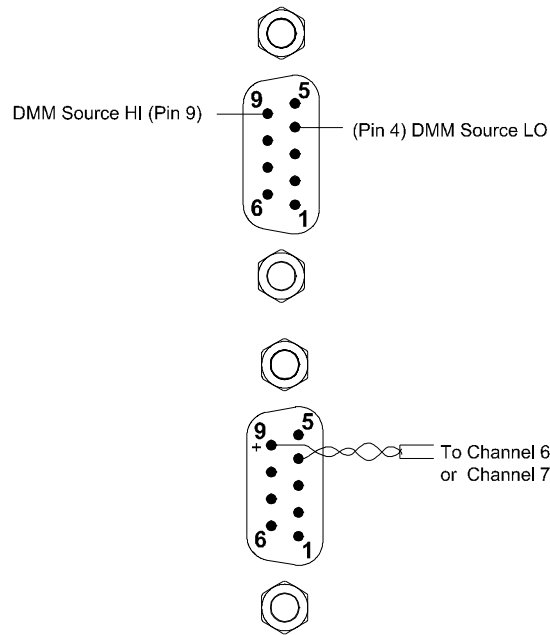 9
5
DMM Source HI (Pin 9)
(Pin 4) DMM Source LO
6
1
9
5
+
To Channel 6
or Channel 7
6
1